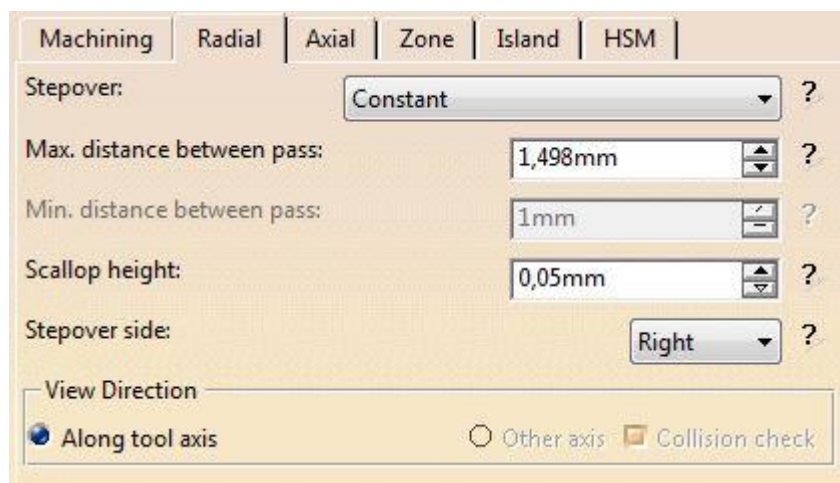 Machining Radial Axial Zone Island HSM
Stepover: Constant ?
Max. distance between pass: 1,498mm ?
Min. distance between pass: 1mm ?
Scallop height: 0,05mm ?
Stepover side: Right ?
View Direction
Along tool axis Other axis Collision check